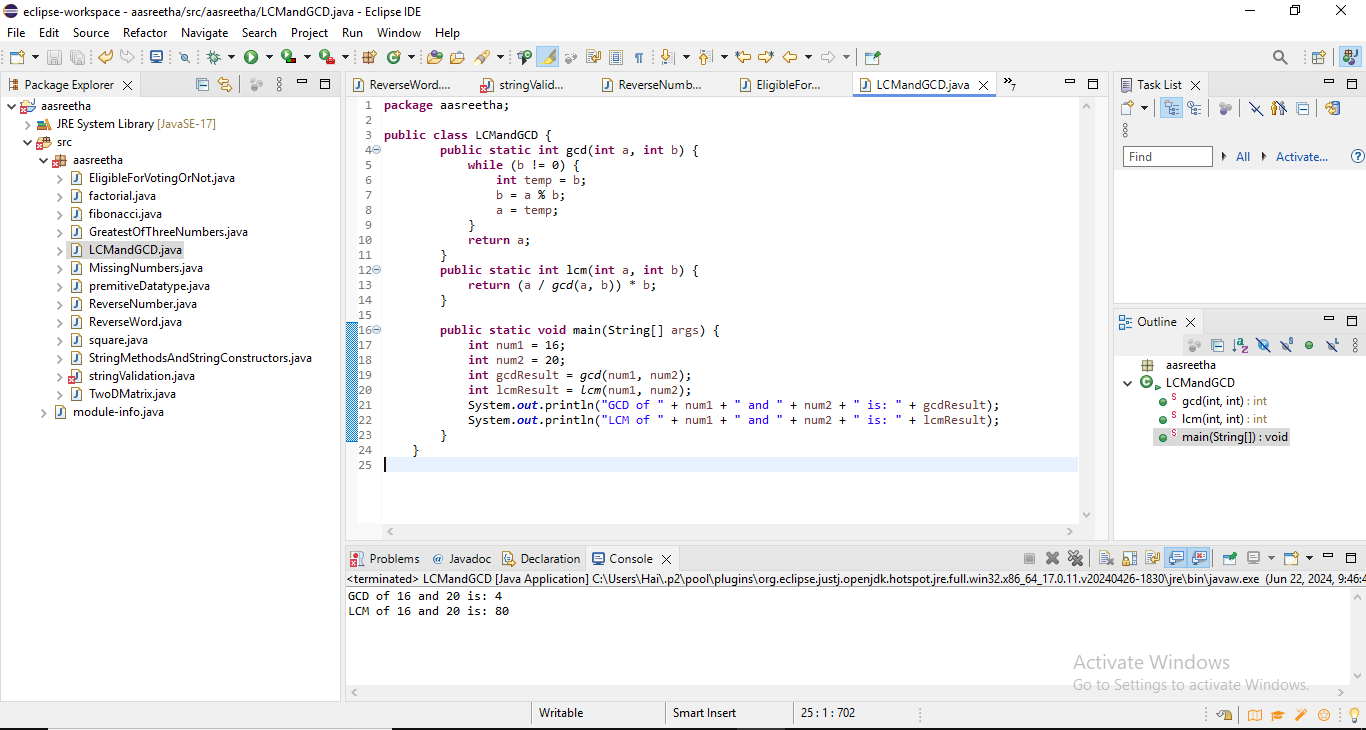 eclipse-workspace - aasreetha/src/aasreetha/LCMandGCD.java - Eclipse IDE
File Edit Source Refactor Navigate Search Project Run Window Help
Package Explorer
aasreetha
JRE System Library [JavaSE-17]
src
aasreetha
EligibleForVotingOrNot.java
factorial.java
fibonacci.java
GreatestOfThreeNumbers.java
LCMandGCD.java
MissingNumbers.java
premitiveDatatype.java
ReverseNumber.java
ReverseWord.java
square.java
StringMethodsAndStringConstructors.java
stringValidation.java
TwoDMatrix.java
module-info.java
ReverseWord.... stringValid... ReverseNumb... EligibleFor... LCMandGCD.java »7
1 package aasreetha;
2
3 public class LCMandGCD {
4 public static int gcd(int a, int b) {
5 while (b != 0) {
6 int temp = b;
7 b = a % b;
8 a = temp;
9 }
10 return a;
11 }
12 public static int lcm(int a, int b) {
13 return (a / gcd(a, b)) * b;
14 }
15
16 public static void main(String[] args) {
17 int num1 = 16;
18 int num2 = 20;
19 int gcdResult = gcd(num1, num2);
20 int lcmResult = lcm(num1, num2);
21 System.out.println("GCD of " + num1 + " and " + num2 + " is: " + gcdResult);
22 System.out.println("LCM of " + num1 + " and " + num2 + " is: " + lcmResult);
23 }
24 }
25
Task List
Find All Activate...
Outline
aasreetha
LCMandGCD
gcd(int, int) : int
lcm(int, int) : int
main(String[]) : void
Problems @ Javadoc Declaration Console
<terminated> LCMandGCD [Java Application] C:\Users\Hai\.p2\pool\plugins\org.eclipse.justj.openjdk.hotspot.jre.full.win32.x86_64_17.0.11.v20240426-1830\jre\bin\javaw.exe (Jun 22, 2024, 9:46:4
GCD of 16 and 20 is: 4
LCM of 16 and 20 is: 80
Activate Windows
Go to Settings to activate Windows.
Writable Smart Insert 25 : 1 : 702